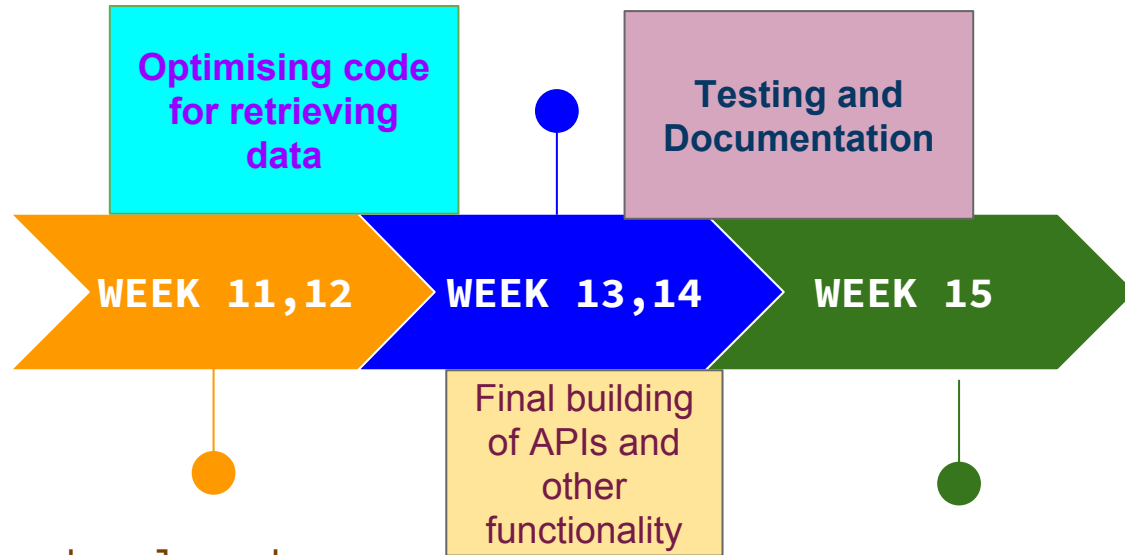 Optimising code
for retrieving
data
Testing and
Documentation
WEEK 11,12
WEEK 13,14
WEEK 15
Final building
of APIs and
other
functionality